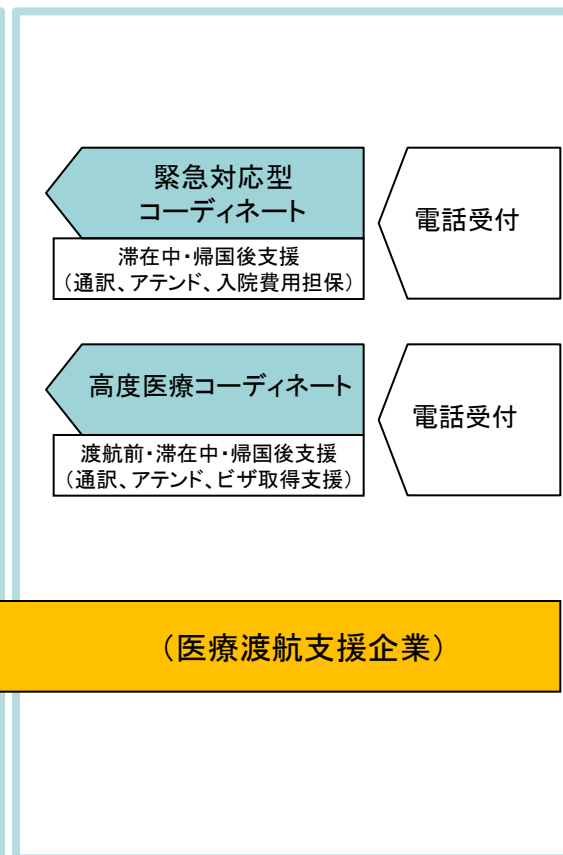 緊急対応型
コーディネート
電話受付
滞在中・帰国後支援
（通訳、アテンド、入院費用担保）
高度医療コーディネート
電話受付
渡航前・滞在中・帰国後支援
（通訳、アテンド、ビザ取得支援）
（医療渡航支援企業）